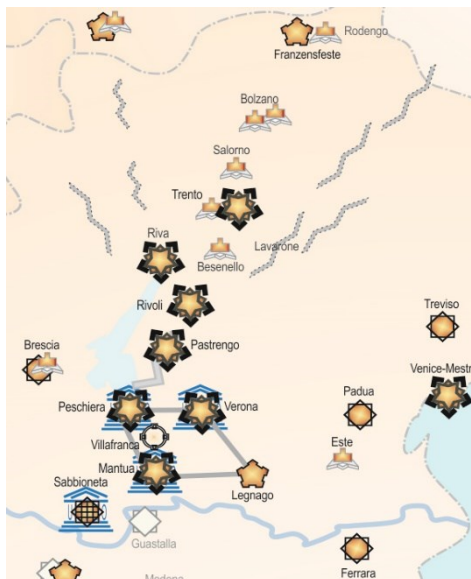 Rodengo
Franzensfeste
Bolzano
Salorno
Trento
Riva
Lavarone
Besenello
Rivoli
Treviso
Brescia
Pastrengo
Venice-Mestr
Peschiera
Verona
Padua
Villafranca
Este
Mantua
Sabbioneta
Legnago
Guastalla
Ferrara